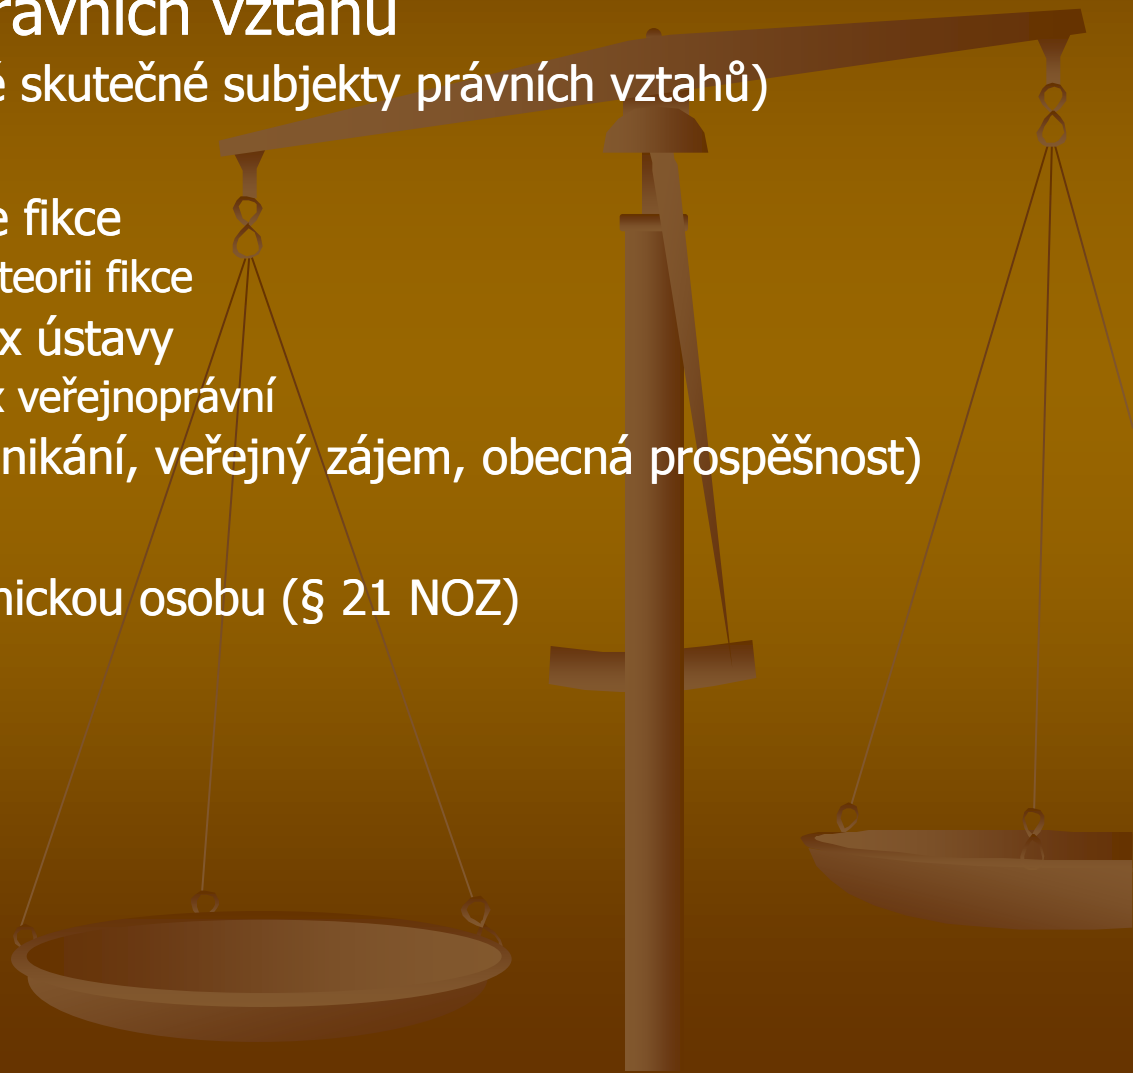 právních vztahů
skutečné subjekty právních vztahů)
fikce
teorii fikce
x ústavy
x veřejnoprávní
nikání, veřejný zájem, obecná prospěšnost)
nickou osobu (§ 21 NOZ)